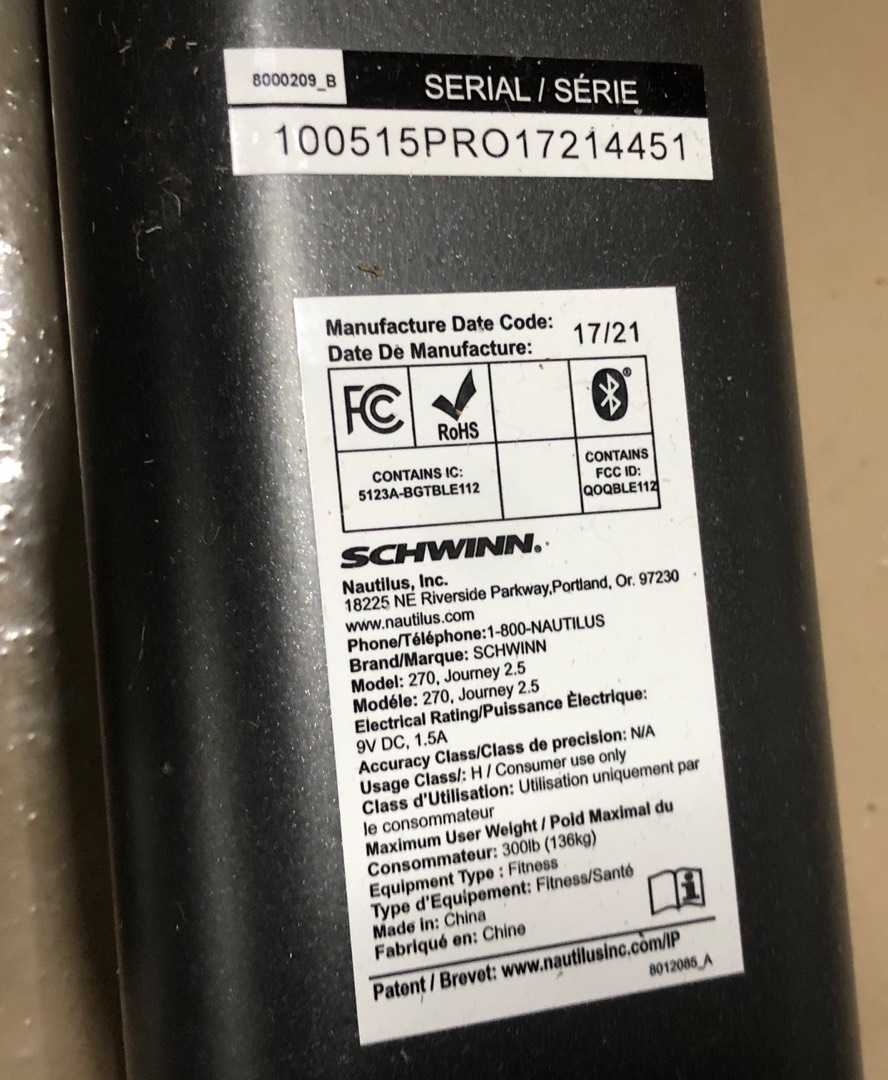 8000209_B
SERIAL / SÉRIE
100515PRO17214451
Manufacture Date Code:
Date De Manufacture:
17/21
FC
RoHS
CONTAINS IC:
5123A-BGTBLE112
CONTAINS
FCC ID:
QOQBLE112
SCHWINN®
Nautilus, Inc.
18225 NE Riverside Parkway,Portland, Or. 97230
www.nautilus.com
Phone/Téléphone:1-800-NAUTILUS
Brand/Marque: SCHWINN
Model: 270, Journey 2.5
Modéle: 270, Journey 2.5
Electrical Rating/Puissance Èlectrique:
9V DC, 1.5A
Accuracy Class/Class de precision: N/A
Usage Class/: H / Consumer use only
Class d'Utilisation: Utilisation uniquement par
le consommateur
Maximum User Weight / Poid Maximal du
Consommateur: 300lb (136kg)
Equipment Type : Fitness
Type d'Equipement: Fitness/Santé
Made in: China
Fabriqué en: Chine
Patent / Brevet: www.nautilusinc.com/IP
8012085_A